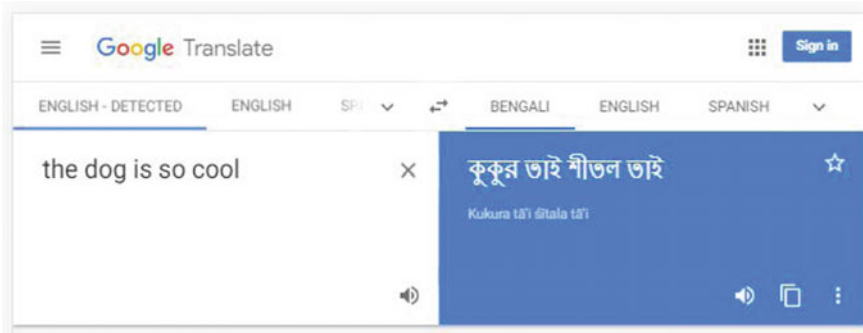 Google Translate
Sign in
ENGLISH - DETECTED ENGLISH SP BENGALI ENGLISH SPANISH
the dog is so cool
কুকুর তাই শীতল তাই
Kukura tā'i śītala tā'i